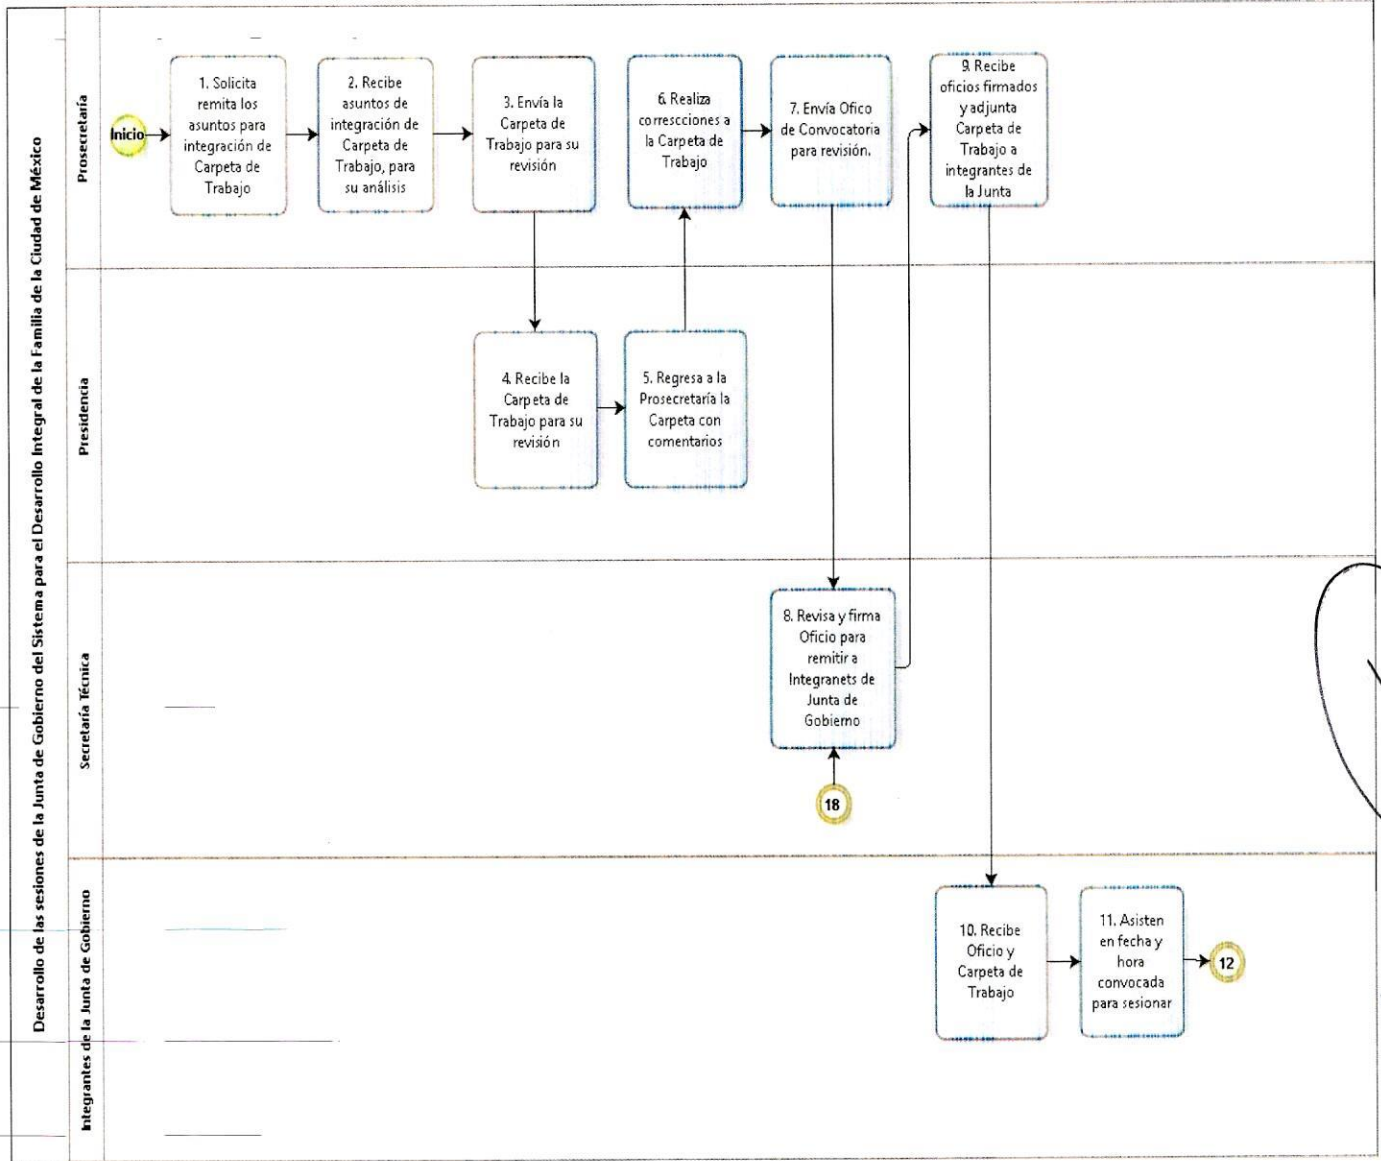 Desarrollo de las sesiones de la Junta de Gobierno del Sistema para el Desarrollo Integral de la Familia de la Ciudad de México
Prosecretaría
Inicio
1. Solicita
remita los
asuntos para
integración de
Carpeta de
Trabajo
2. Recibe
asuntos de
integración de
Carpeta de
Trabajo, para
su análisis
3. Envía la
Carpeta de
Trabajo para su
revisión
6. Realiza
correscciones a
la Carpeta de
Trabajo
7. Envía Ofico
de Convocatoria
para revisión.
9. Recibe
oficios firmados
y adjunta
Carpeta de
Trabajo a
integrantes de
la Junta
Presidencia
4. Recibe la
Carpeta de
Trabajo para su
revisión
5. Regresa a la
Prosecretaría la
Carpeta con
comentarios
Secretaría Técnica
8. Revisa y firma
Oficio para
remitir a
Integranets de
Junta de
Gobierno
18
Integrantes de la Junta de Gobierno
10. Recibe
Oficio y
Carpeta de
Trabajo
11. Asisten
en fecha y
hora
convocada
para sesionar
12